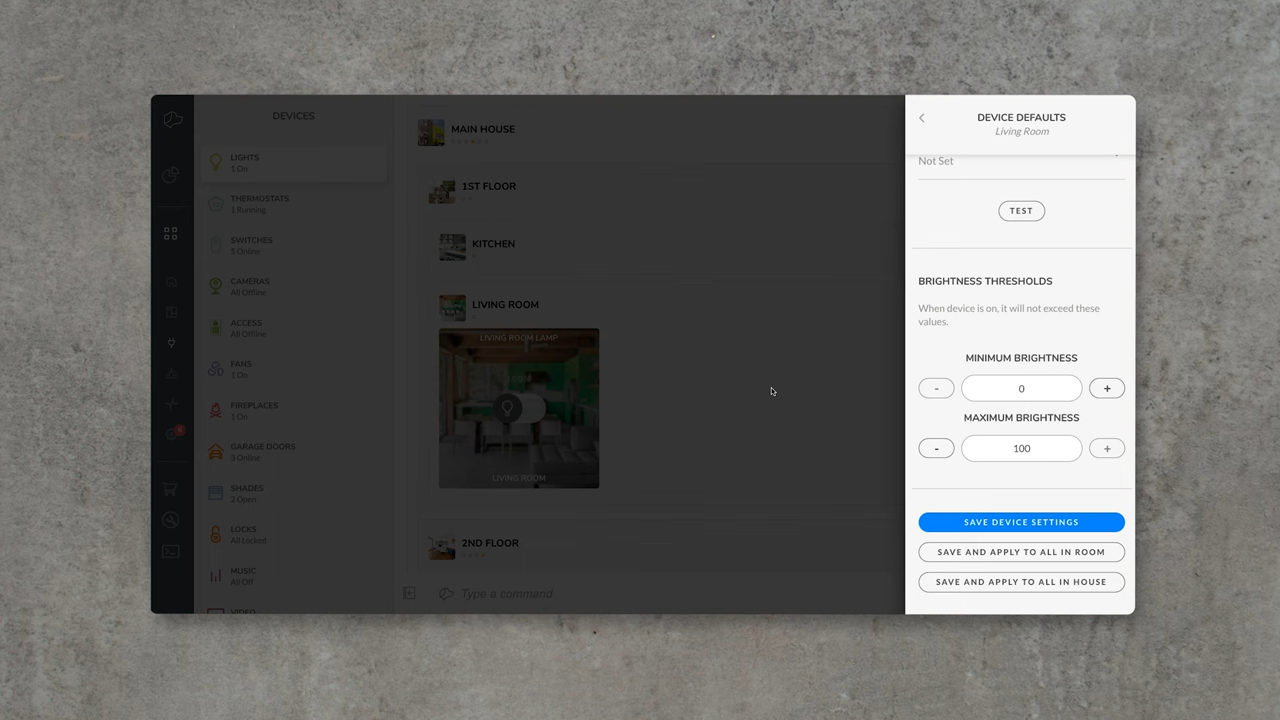 DEVICES
LIGHTS
1 On
THERMOSTATS
1 Running
SWITCHES
5 Online
CAMERAS
All Offline
ACCESS
All Offline
FANS
1 On
FIREPLACES
1 On
GARAGE DOORS
3 Online
SHADES
2 Open
LOCKS
All Locked
MUSIC
All Off
VIDEO
6
MAIN HOUSE
1ST FLOOR
KITCHEN
LIVING ROOM
LIVING ROOM LAMP
LIVING ROOM
2ND FLOOR
Type a command
DEVICE DEFAULTS
Living Room
Not Set
TEST
BRIGHTNESS THRESHOLDS
When device is on, it will not exceed these
values.
MINIMUM BRIGHTNESS
- 0 +
MAXIMUM BRIGHTNESS
- 100 +
SAVE DEVICE SETTINGS
SAVE AND APPLY TO ALL IN ROOM
SAVE AND APPLY TO ALL IN HOUSE